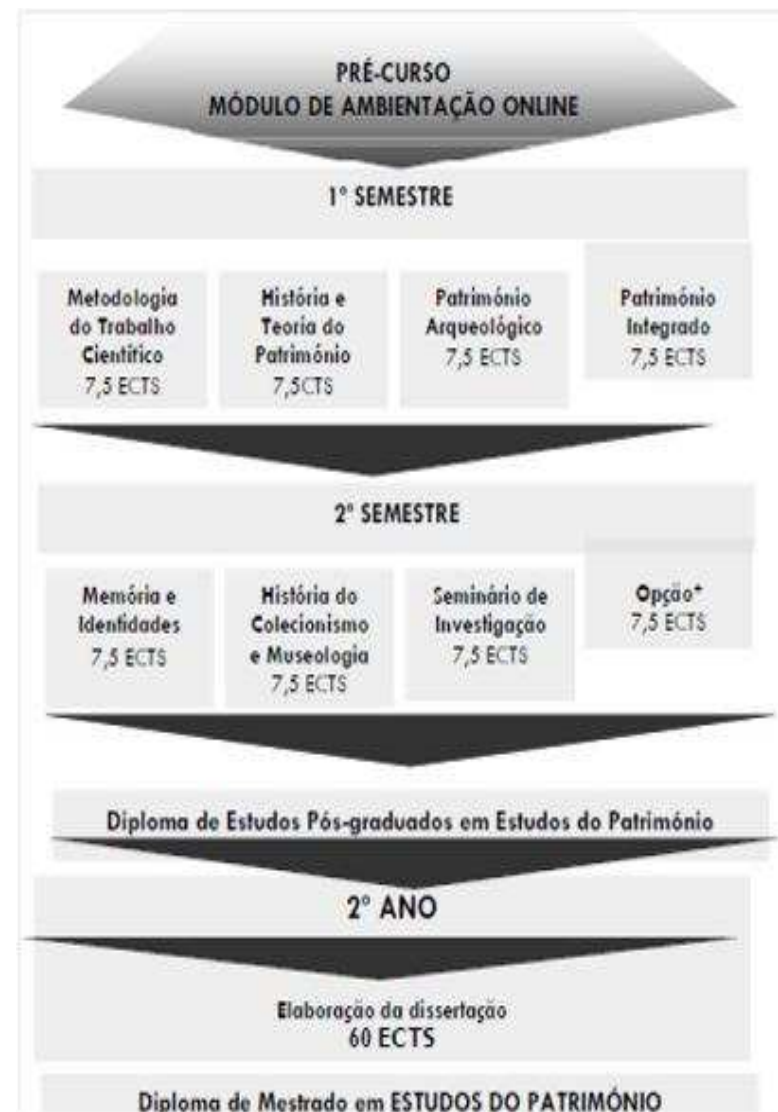 PRÉ-CURSO
MÓDULO DE AMBIENTAÇÃO ONLINE
1º SEMESTRE
Metodologia
do Trabalho
Científico
7,5 ECTS
História e
Teoria do
Património
7,5CTS
Património
Arqueológico
7,5 ECTS
Património
Integrado
7,5 ECTS
2º SEMESTRE
Memória e
Identidades
7,5 ECTS
História do
Colecionismo
e Museologia
7,5 ECTS
Seminário de
Investigação
7,5 ECTS
Opção*
7,5 ECTS
Diploma de Estudos Pós-graduados em Estudos do Património
2º ANO
Elaboração da dissertação
60 ECTS
Diploma de Mestrado em ESTUDOS DO PATRIMÓNIO